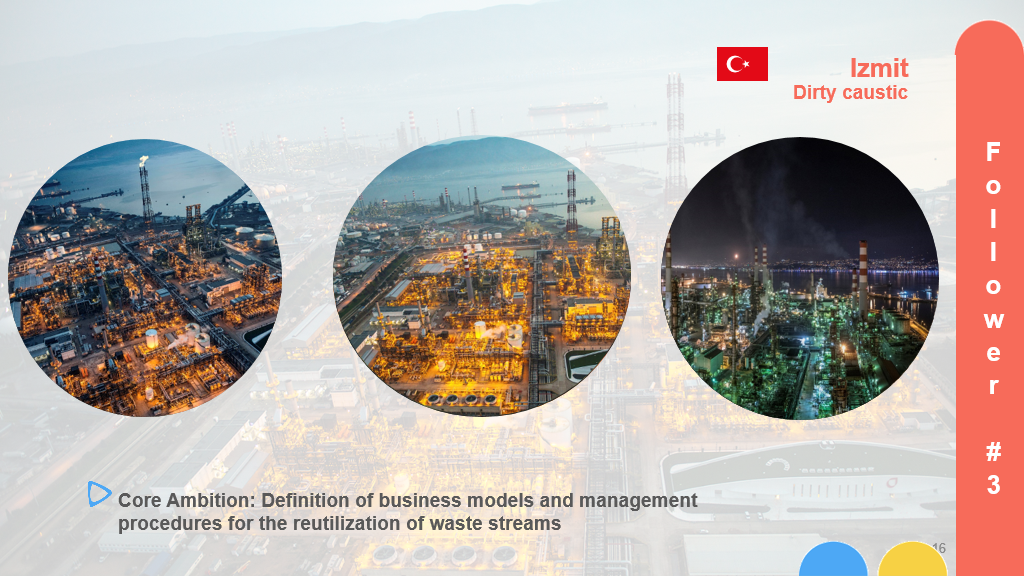 Izmit
Dirty caustic
Follower #3
Core Ambition: Definition of business models and management
procedures for the reutilization of waste streams
16